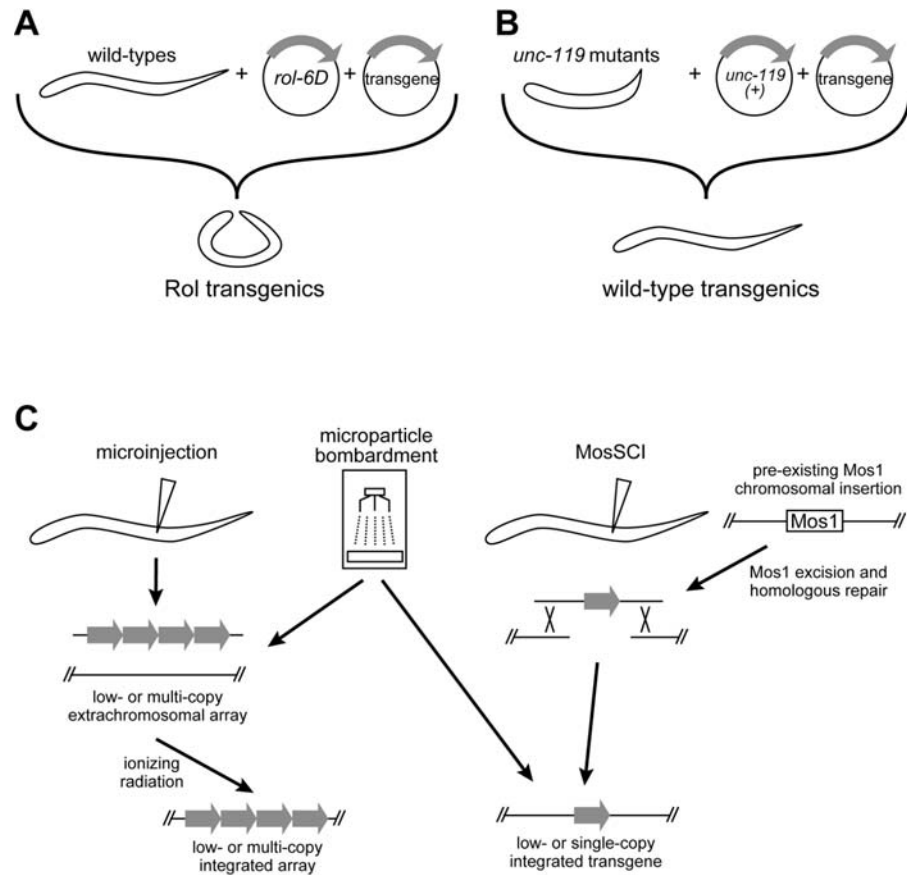 A
wild-types
+
rol-6D
+
transgene
Rol transgenics
B
unc-119 mutants
+
unc-119
(+)
+
transgene
wild-type transgenics
C
microinjection
low- or multi-copy
extrachromosomal array
ionizing
radiation
low- or multi-copy
integrated array
microparticle
bombardment
MosSCI
pre-existing Mos1
chromosomal insertion
Mos1
Mos1 excision and
homologous repair
low- or single-copy
integrated transgene